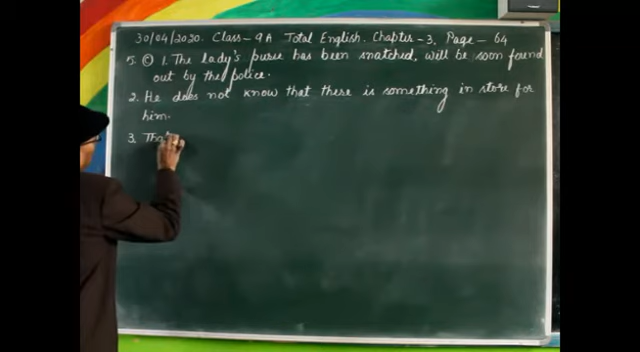 30/04/2020. Class-9A Total English. Chapter-3, Page-64
5. © 1. The lady's purse has been snatched, will be soon found
out by the police.
2. He does not know that there is something in store for
him.
3. That